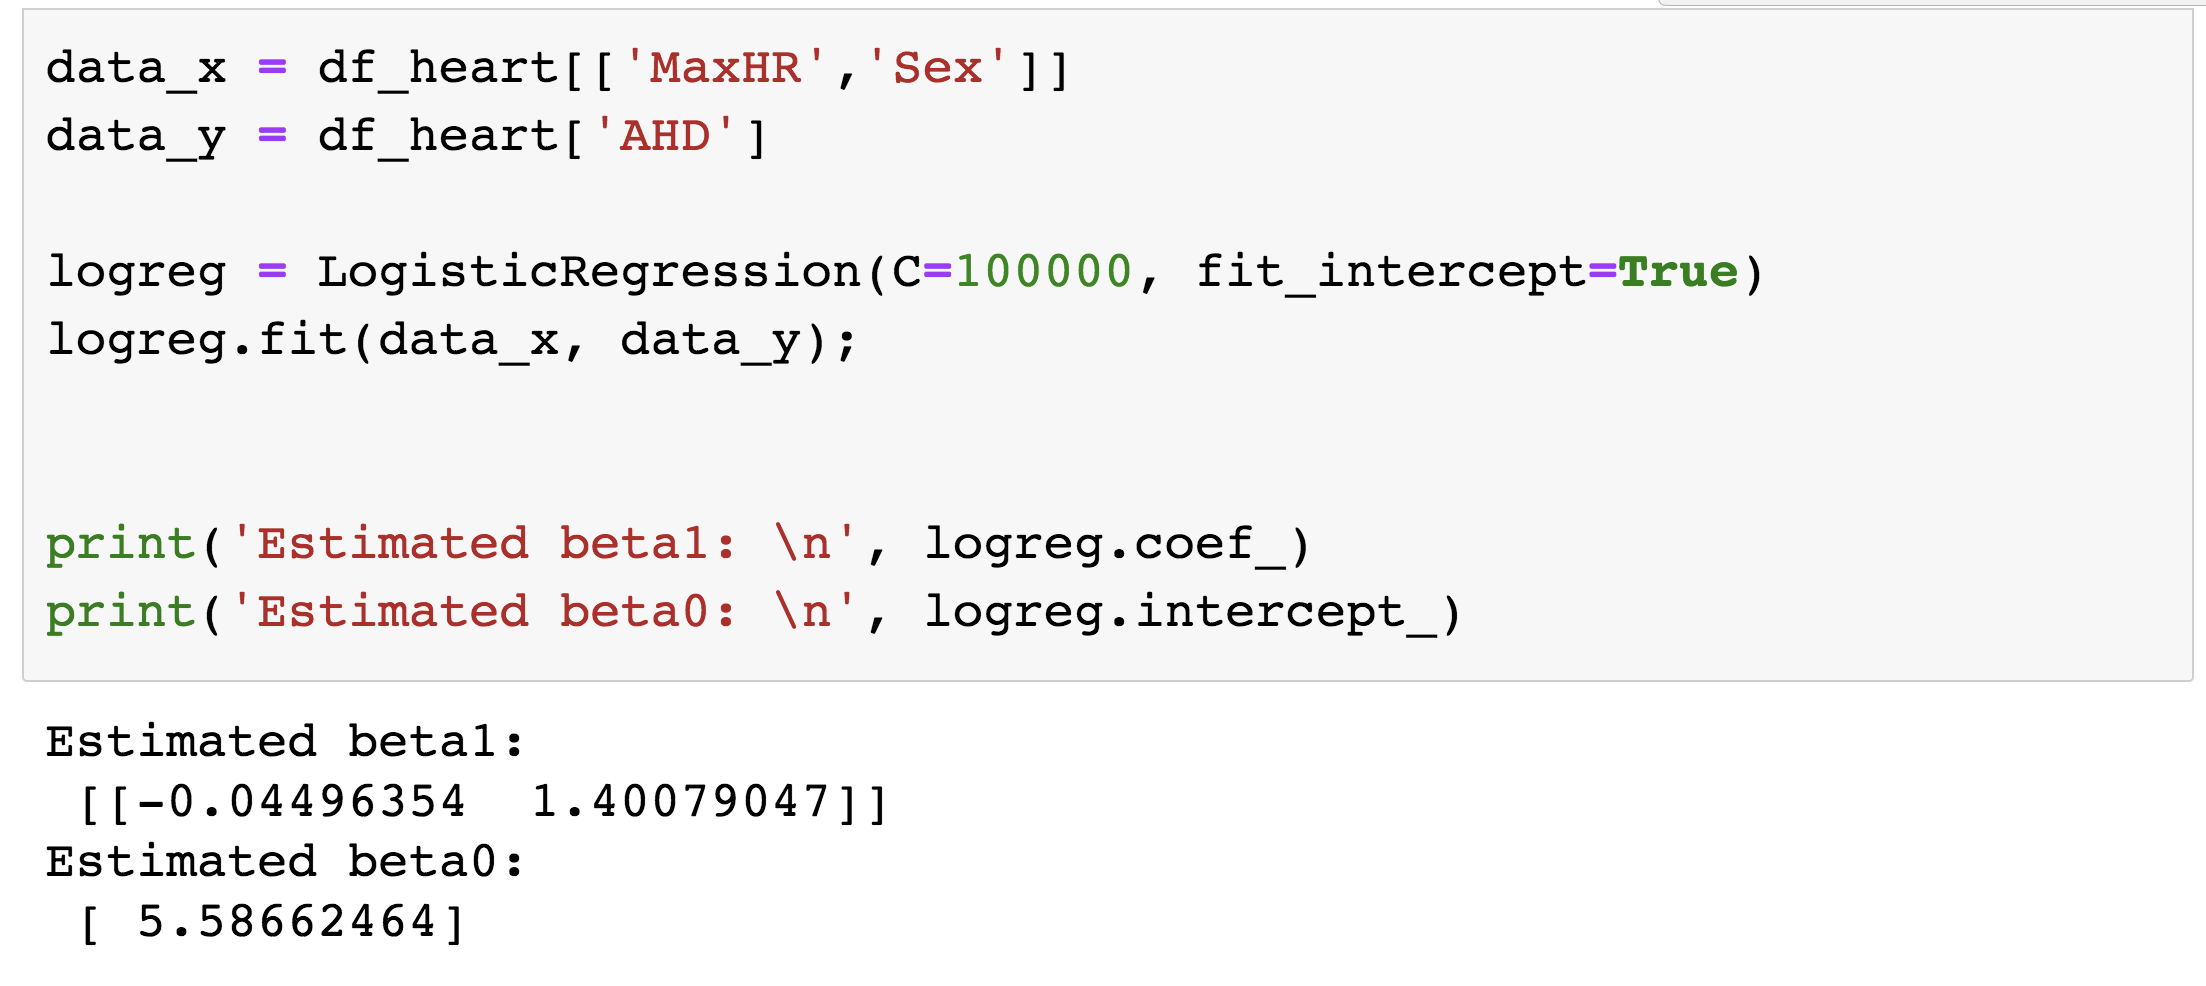 data_x = df_heart[['MaxHR','Sex']]
data_y = df_heart['AHD']
logreg = LogisticRegression(C=100000, fit_intercept=True)
logreg.fit(data_x, data_y);
print('Estimated beta1: \n', logreg.coef_)
print('Estimated beta0: \n', logreg.intercept_)
Estimated beta1:
[[-0.04496354  1.40079047]]
Estimated beta0:
[ 5.58662464]